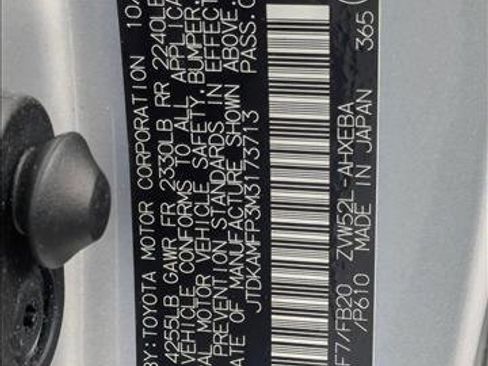 BY:TOYOTA MOTOR CORPORATION 10/
4255LB GAWR FR 2330LB RR 2240LB
VEHICLE CONFORMS TO ALL APPLICA
AL MOTOR VEHICLE SAFETY,BUMPER,
PREVENTION STANDARDS IN EFFECT
ATE OF MANUFACTURE SHOWN ABOVE.
JTDKAMFP3M3173713 PASS.C
F7/FB20 ZVW52L-AHXEBA
/P610 MADE IN JAPAN 365